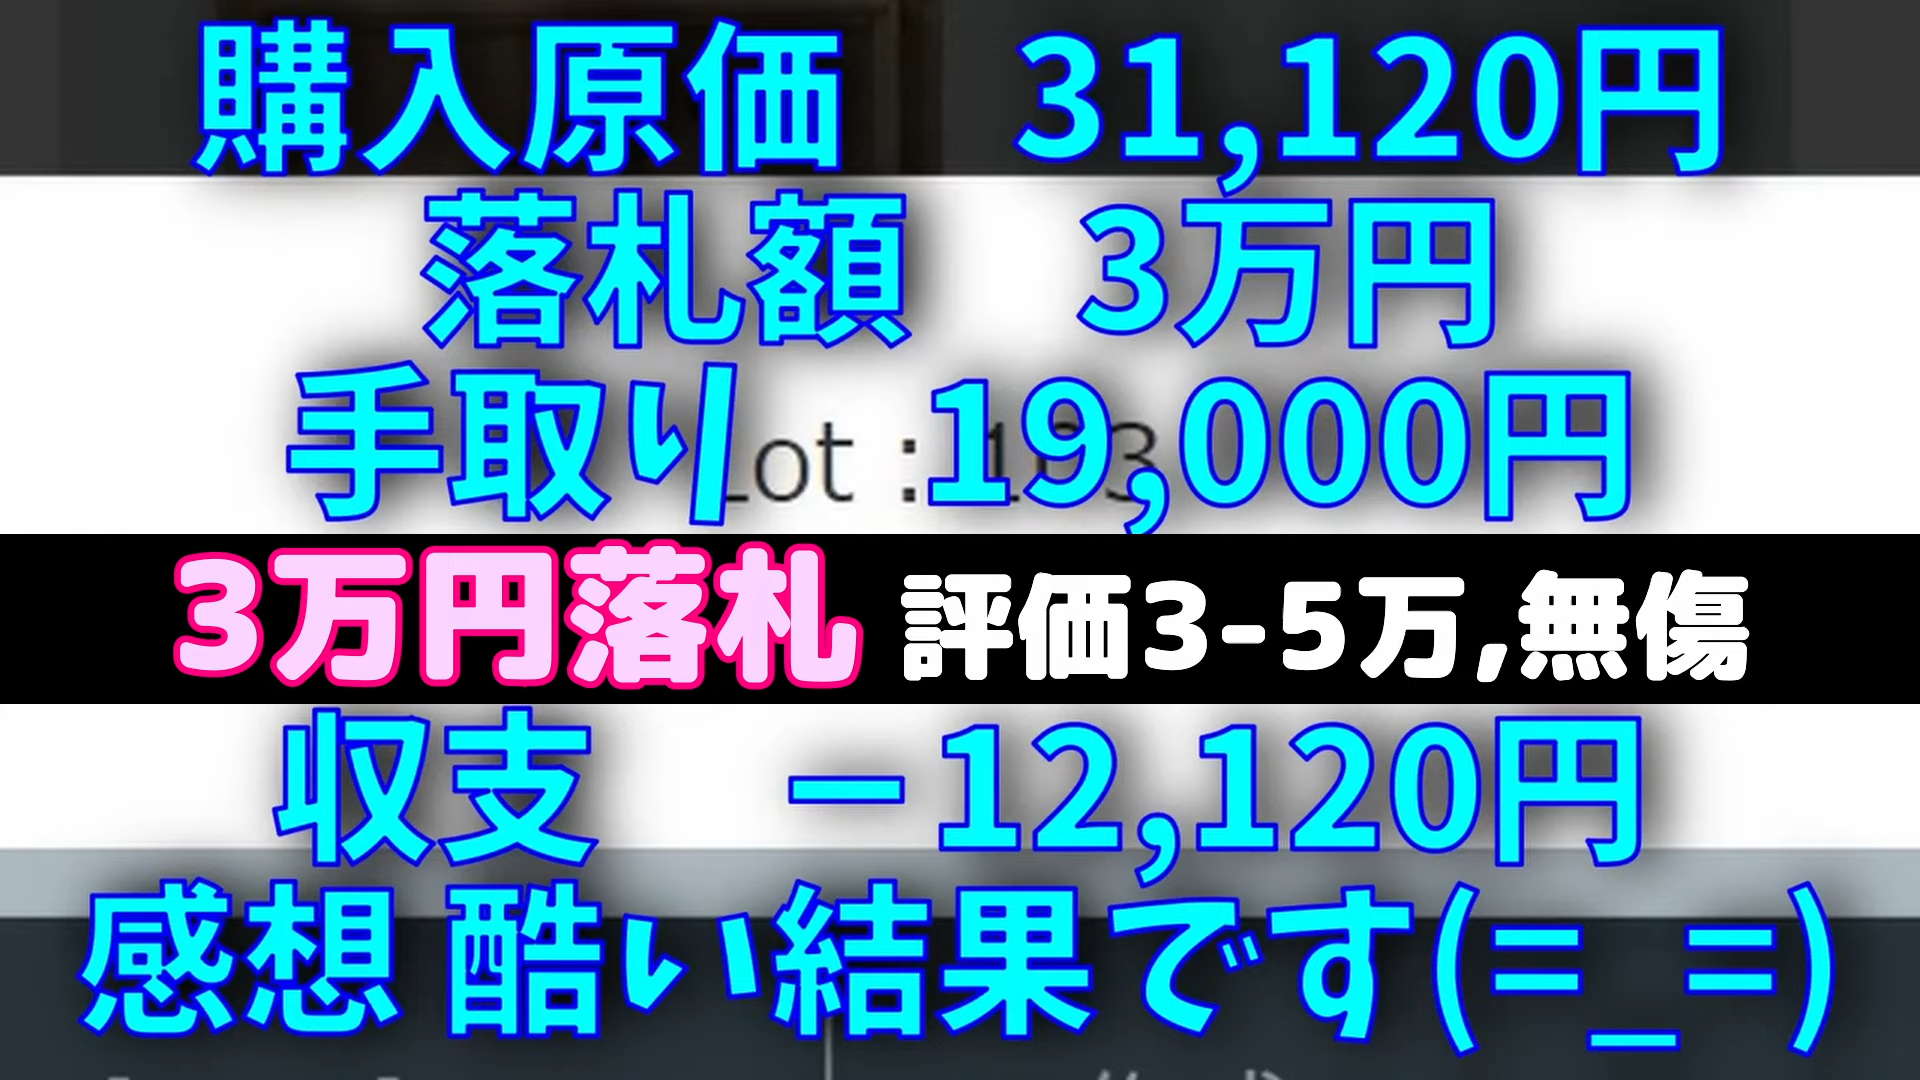 購入原価 31,120円
落札額 3万円
手取り 19,000円
3万円落札 評価3-5万,無傷
収支 －12,120円
感想 酷い結果です(=_=)